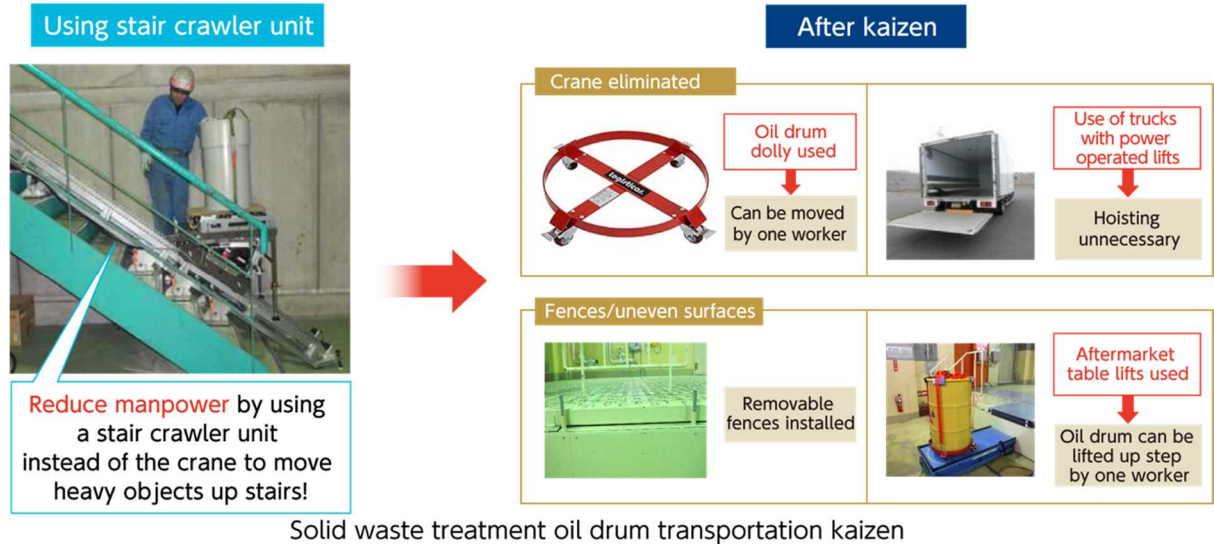 Using stair crawler unit
Reduce manpower by using
a stair crawler unit
instead of the crane to move
heavy objects up stairs!
After kaizen
Crane eliminated
Logisticar.
Oil drum
dolly used
Can be moved
by one worker
Use of trucks
with power
operated lifts
Hoisting
unnecessary
Fences/uneven surfaces
Removable
fences installed
Aftermarket
table lifts used
Oil drum can be
lifted up step
by one worker
Solid waste treatment oil drum transportation kaizen